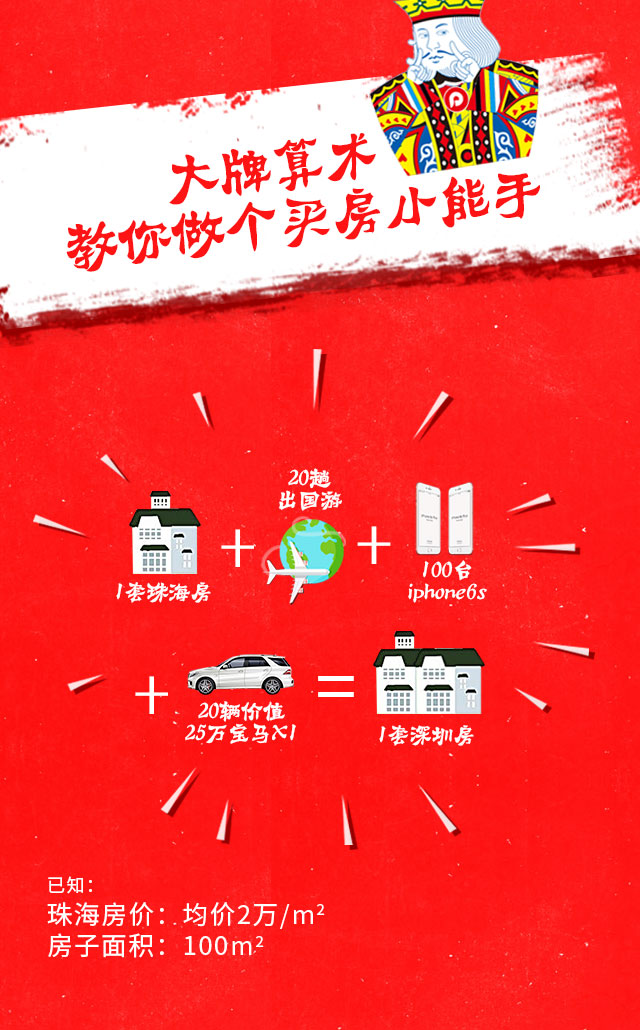 大牌算术
教你做个买房小能手
20趟
出国游
1套珠海房
+
+
100台
iphone6s
+
20辆价值
25万宝马X1
=
1套深圳房
已知：
珠海房价：均价2万/m²
房子面积：100m²